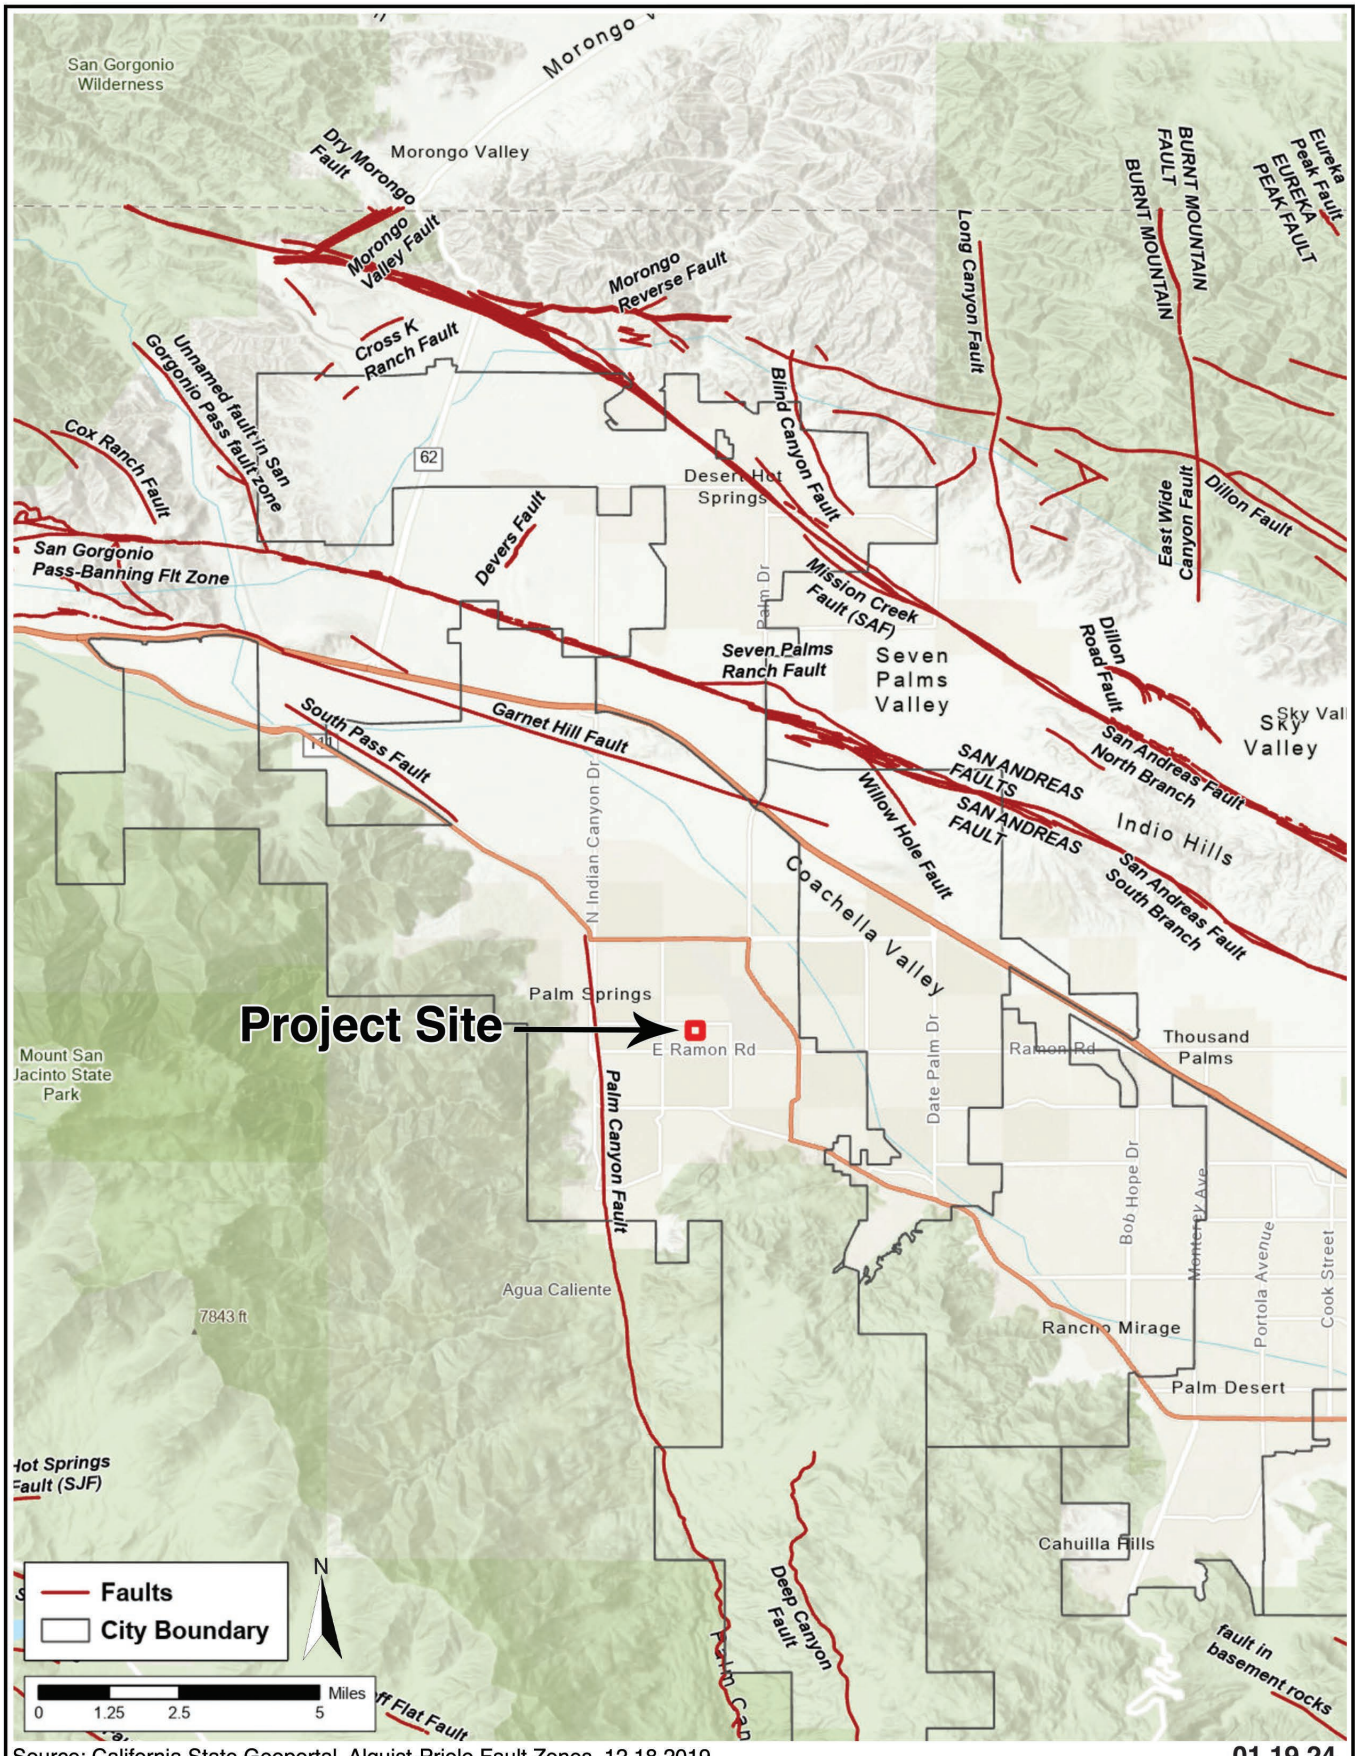 San Gorgonio
Wilderness
Morongo V
Dry Morongo
Fault
Morongo Valley
Morongo
Valley Fault
Morongo
Reverse Fault
Cross K
Ranch Fault
Long Canyon Fault
BURNT MOUNTAIN
FAULT
BURNT MOUNTAIN
Eureka
Peak Fault
EUREKA
PEAK FAULT
Unnamed fault in San
Gorgonio Pass fault zone
Cox Ranch Fault
62
Blind Canyon Fault
Desert Hot
Springs
Devers Fault
East Wide
Canyon Fault
Dillon Fault
San Gorgonio
Pass-Banning Flt Zone
Palm Dr
Mission Creek
Fault (SAF)
Seven Palms
Ranch Fault
Seven
Palms
Valley
Dillon
Road Fault
Sky Vall
Sky
Valley
South Pass Fault
111
Garnet Hill Fault
N Indian Canyon Dr
San Andreas Fault
North Branch
SAN ANDREAS
FAULTS
SAN ANDREAS
FAULT
Willow Hole Fault
Indio Hills
San Andreas Fault
South Branch
Coachella Valley
Palm Springs
Project Site
E Ramon Rd
Date Palm Dr
Ramon Rd
Thousand
Palms
Mount San
Jacinto State
Park
Palm Canyon Fault
Bob Hope Dr
Monterey Ave
Portola Avenue
Cook Street
Agua Caliente
7843 ft
Rancho Mirage
Palm Desert
Hot Springs
Fault (SJF)
Cahuilla Hills
Deep Canyon
Fault
Palm Can
fault in
basement rocks
N
Faults
City Boundary
Miles
0 1.25 2.5 5
off Flat Fault
Source: California State Geoportal, Alquist Priolo Fault Zones, 12.18.2019
01.19.24